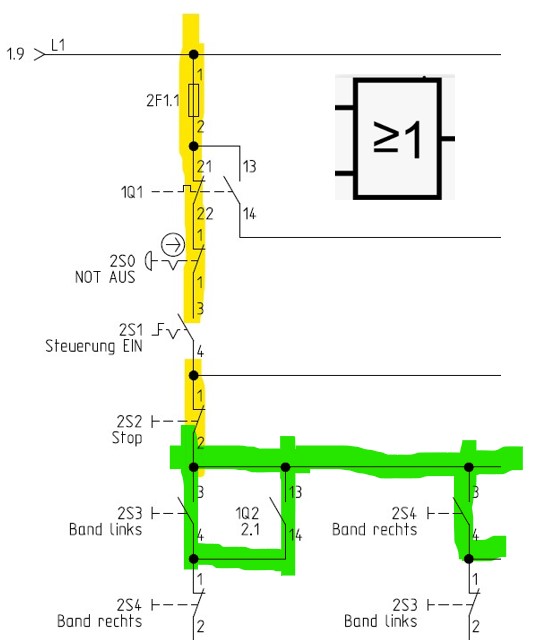 L1
1.9
1
2F1.1
2
≥1
21
13
1Q1
22
14
1
2S0
NOT AUS
1
3
2S1
F
Steuerung EIN
4
1
2S2
Stop
2
3
13
3
2S3
1Q2
2S4
Band links
2.1
Band rechts
4
14
4
1
1
2S4
2S3
Band rechts
Band links
2
2